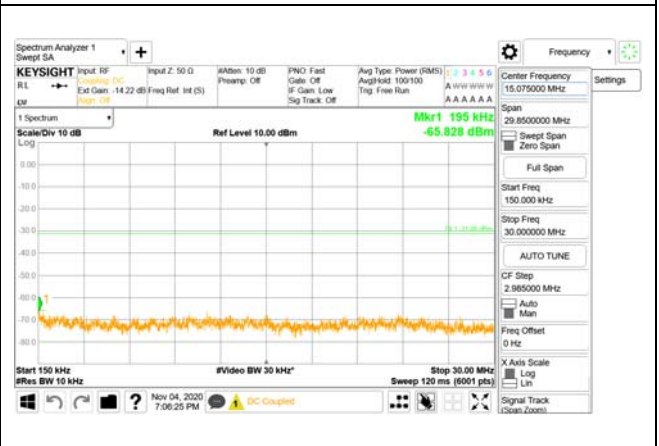 Spectrum Analyzer 1
Swept SA
+
Frequency
KEYSIGHT
RL
Input: RF
Coupling: DC
Ext Gain: -14.22 dB
Align: Off
Input Z: 50 Ω
Freq Ref: Int (S)
#Atten: 10 dB
Preamp: Off
PNO: Fast
Gate: Off
IF Gain: Low
Sig Track: Off
Avg Type: Power (RMS)
Avg|Hold: 100/100
Trig: Free Run
1 2 3 4 5 6
A W W W W W
A A A A A A
1 Spectrum
Scale/Div 10 dB
Ref Level 10.00 dBm
Mkr1 195 kHz
-65.828 dBm
Log
0.00
-10.0
-20.0
-30.0
-40.0
-50.0
-60.0
-70.0
-80.0
1
Start 150 kHz
#Res BW 10 kHz
#Video BW 30 kHz*
Stop 30.00 MHz
Sweep 120 ms (6001 pts)
?
Nov 04, 2020
7:06:25 PM
DC Coupled
Center Frequency
15.075000 MHz
Settings
Span
29.8500000 MHz
Swept Span
Zero Span
Full Span
Start Freq
150.000 kHz
Stop Freq
30.000000 MHz
AUTO TUNE
CF Step
2.985000 MHz
Auto
Man
Freq Offset
0 Hz
X Axis Scale
Log
Lin
Signal Track
(Span Zoom)